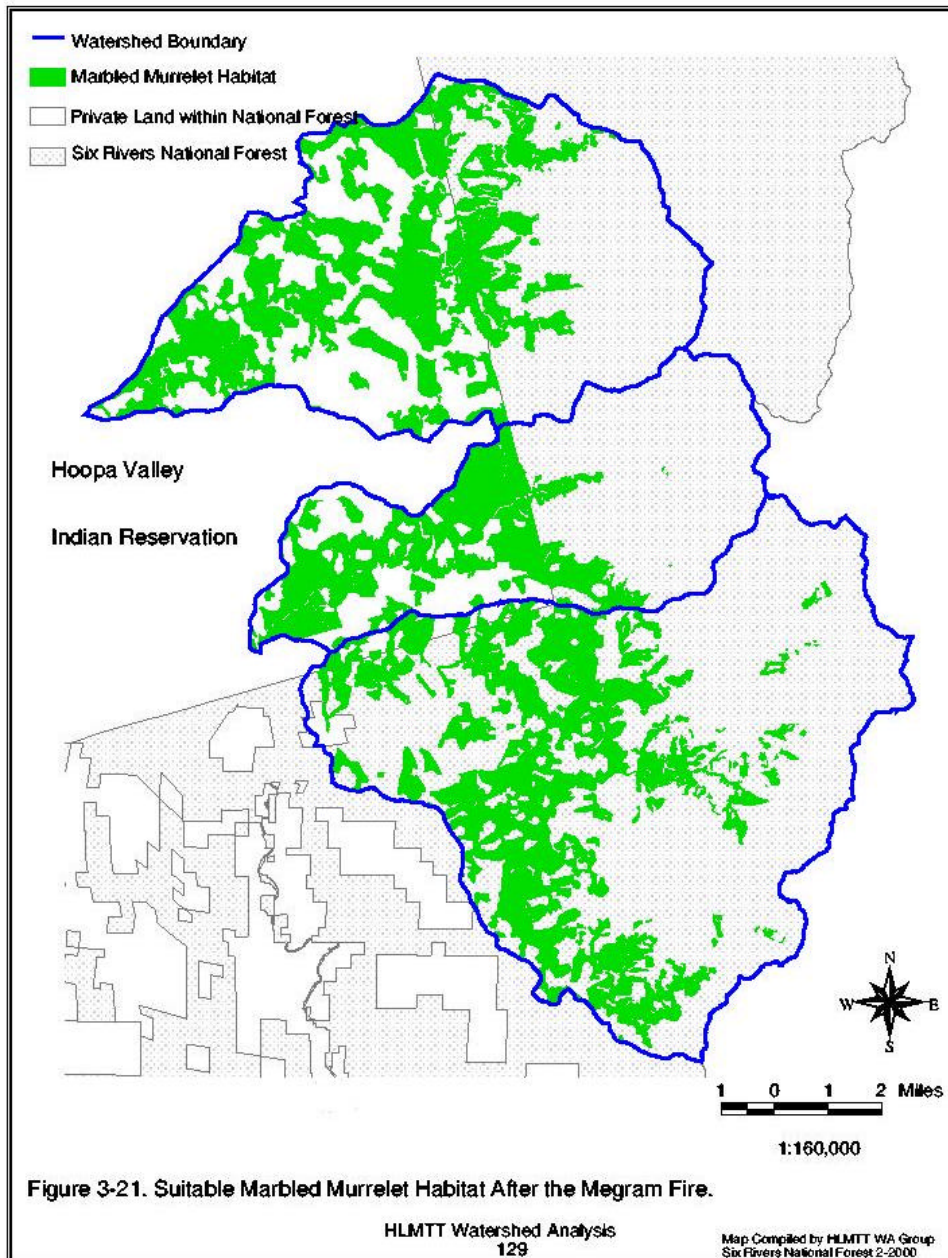 Watershed Boundary
Marbled Murrelet Habitat
Private Land within National Forest
Six Rivers National Forest
Hoopa Valley
Indian Reservation
N
W E
S
1 0 1 2 Miles
1:160,000
Figure 3-21. Suitable Marbled Murrelet Habitat After the Megram Fire.
HLMTT Watershed Analysis
129
Map Compiled by HLMTT WA Group
Six Rivers National Forest 2-2000